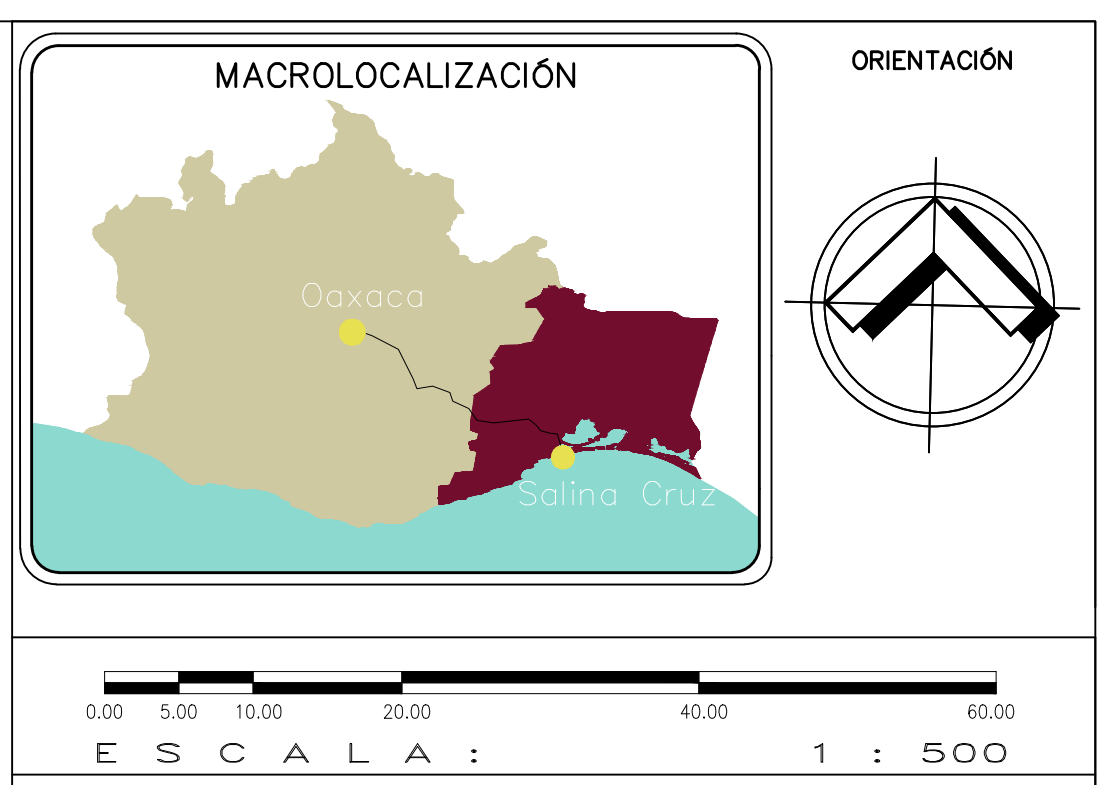 MACROLOCALIZACIÓN
ORIENTACIÓN
Oaxaca
Salina Cruz
0.00 5.00 10.00 20.00 40.00 60.00
ESCALA: 1 : 500